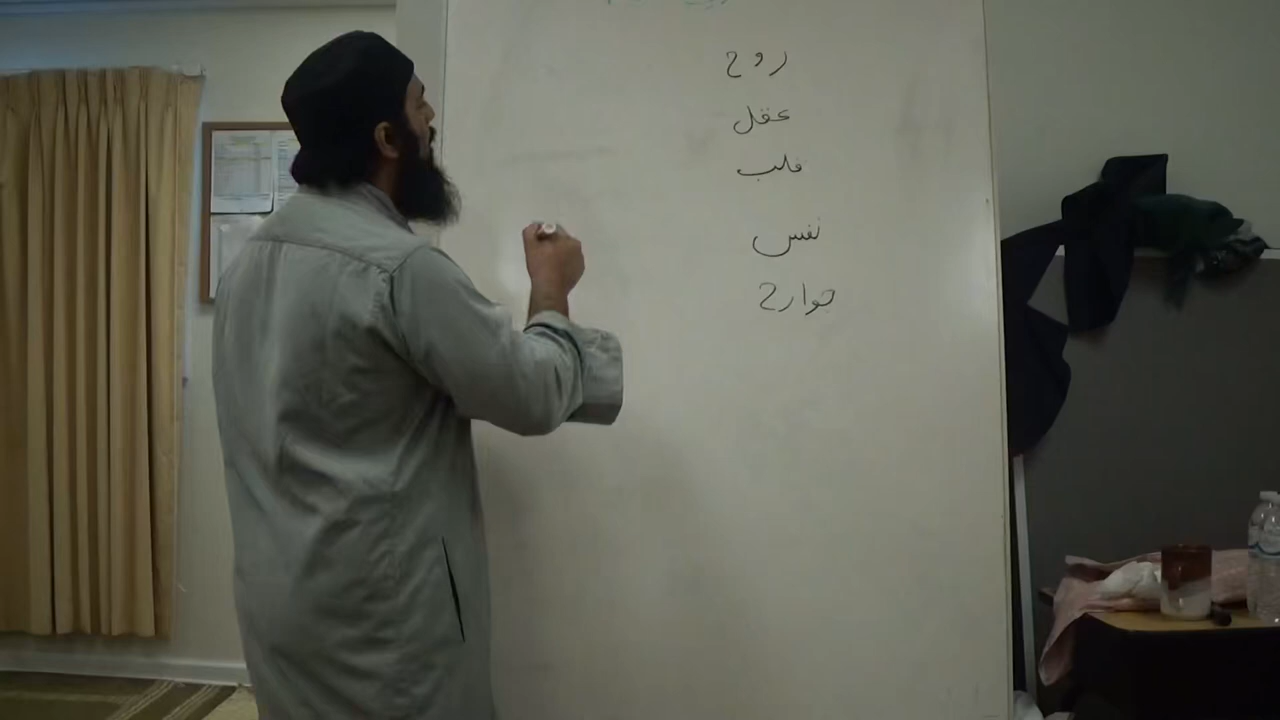 روح
عقل
قلب
نفس
جوارح